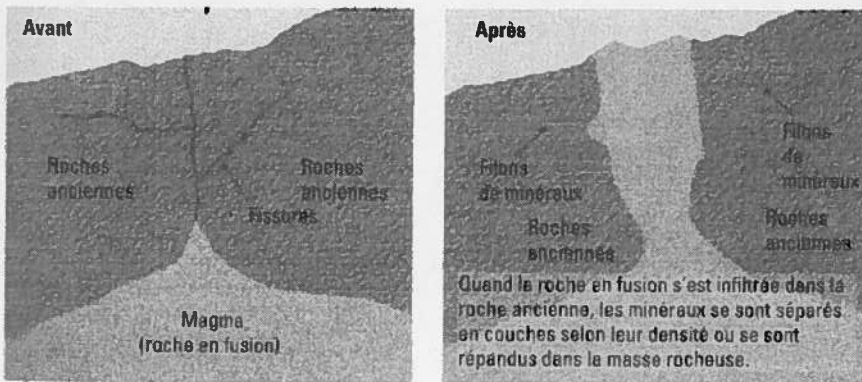 Avant
Roches
anciennes
Roches
anciennes
Fissures
Magma
(roche en fusion)
Après
Filons
de minéraux
Filons
de
minéraux
Roches
anciennes
Roches
anciennes
Quand la roche en fusion s'est infiltrée dans la
roche ancienne, les minéraux se sont séparés
en couches selon leur densité ou se sont
répandus dans la masse rocheuse.